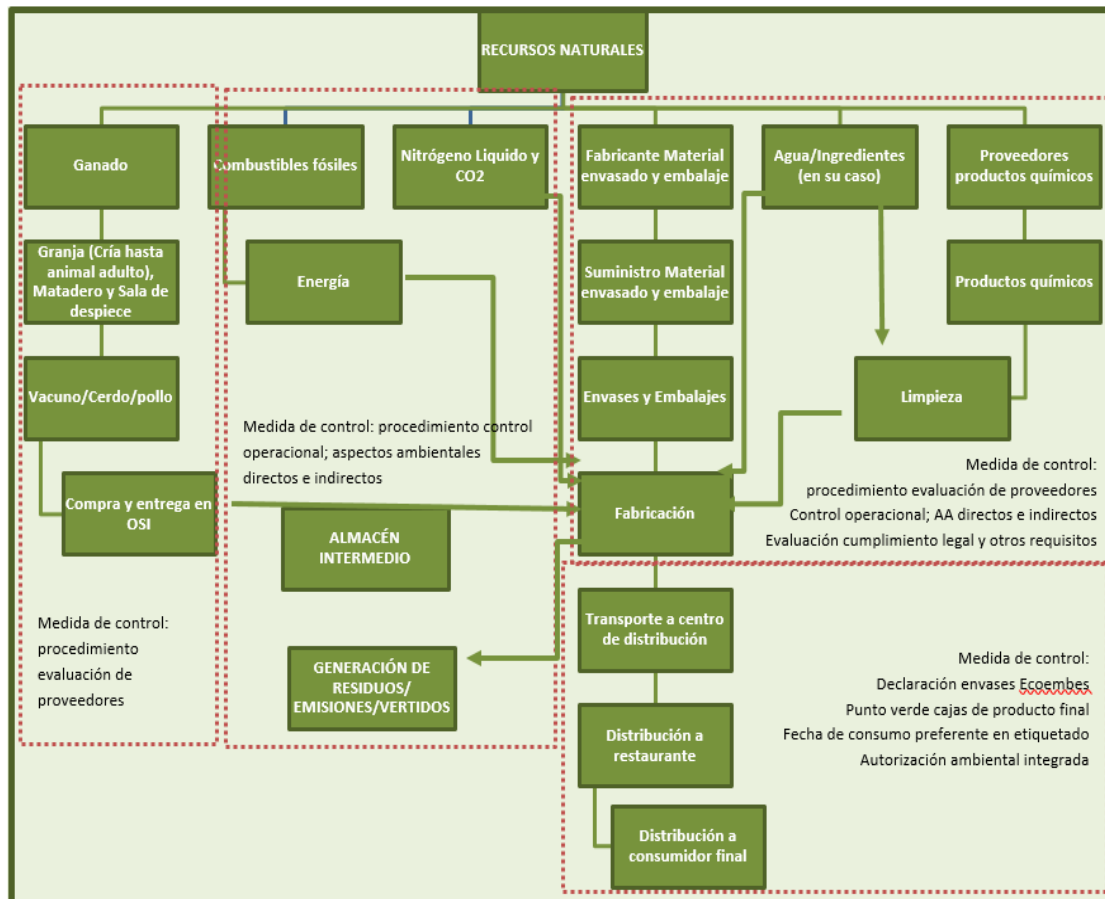 RECURSOS NATURALES
Ganado
Combustibles fósiles
Nitrógeno Liquido y
CO2
Fabricante Material
envasado y embalaje
Agua/Ingredientes
(en su caso)
Proveedores
productos químicos
Granja (Cría hasta
animal adulto),
Matadero y Sala de
despiece
Energía
Suministro Material
envasado y embalaje
Productos químicos
Vacuno/Cerdo/pollo
Envases y Embalajes
Limpieza
Medida de control: procedimiento control
operacional; aspectos ambientales
directos e indirectos
Compra y entrega en
OSI
Fabricación
Medida de control:
procedimiento evaluación de proveedores
Control operacional; AA directos e indirectos
Evaluación cumplimiento legal y otros requisitos
ALMACÉN
INTERMEDIO
Medida de control:
procedimiento
evaluación de
proveedores
Transporte a centro
de distribución
GENERACIÓN DE
RESIDUOS/
EMISIONES/VERTIDOS
Medida de control:
Declaración envases Ecoembes
Punto verde cajas de producto final
Fecha de consumo preferente en etiquetado
Autorización ambiental integrada
Distribución a
restaurante
Distribución a
consumidor final